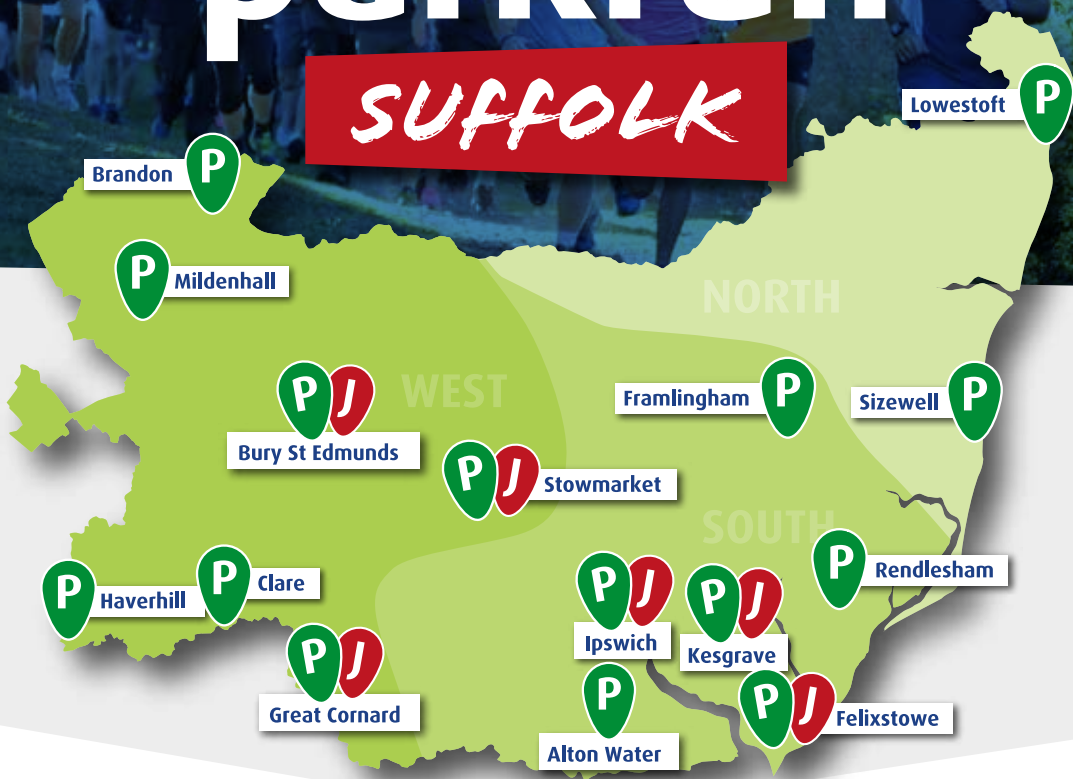 SUFFOLK
Lowestoft P
Brandon P
P Mildenhall
NORTH
WEST
P J
Bury St Edmunds
Framlingham P
Sizewell P
P J Stowmarket
SOUTH
P Rendlesham
P Haverhill
P Clare
P J
Ipswich
P J
Kesgrave
P J
Great Cornard
P
Alton Water
P J Felixstowe